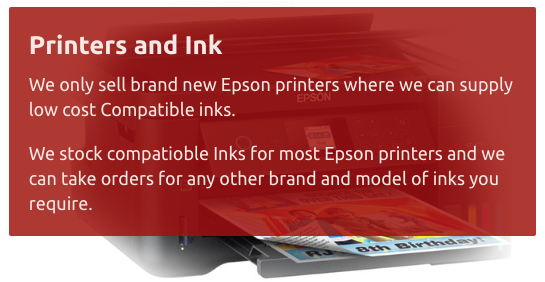 Printers and Ink
We only sell brand new Epson printers where we can supply
low cost Compatible inks.
EPSON
We stock compatioble Inks for most Epson printers and we
can take orders for any other brand and model of inks you
require.
8th Birthday!